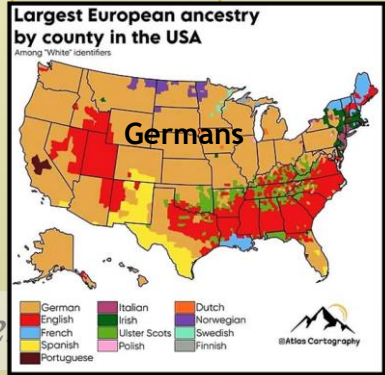 Largest European ancestry
by county in the USA
Among "White" identifiers
Germans
German
English
French
Spanish
Portuguese
Italian
Irish
Ulster Scots
Polish
Dutch
Norwegian
Swedish
Finnish
@Atlas Cartography